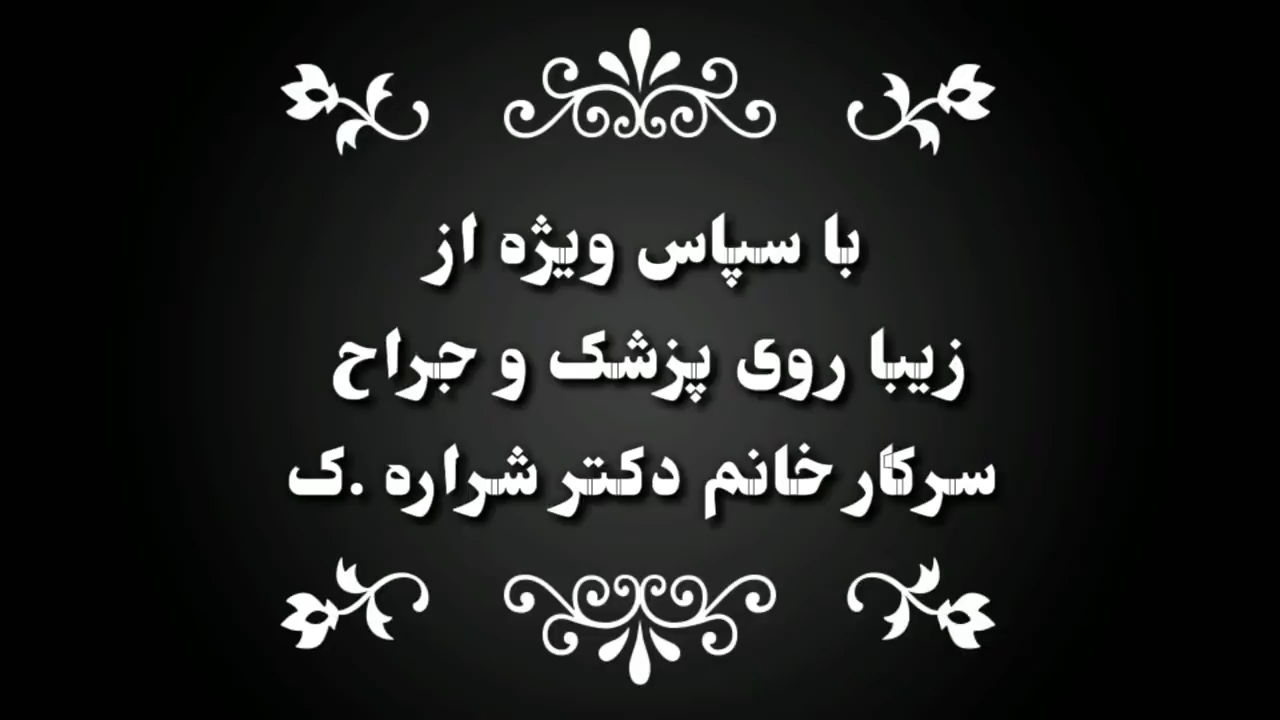 با سپاس ویژه از
زیبا روی پزشک و جراح
سرکار خانم دکتر شراره .ک